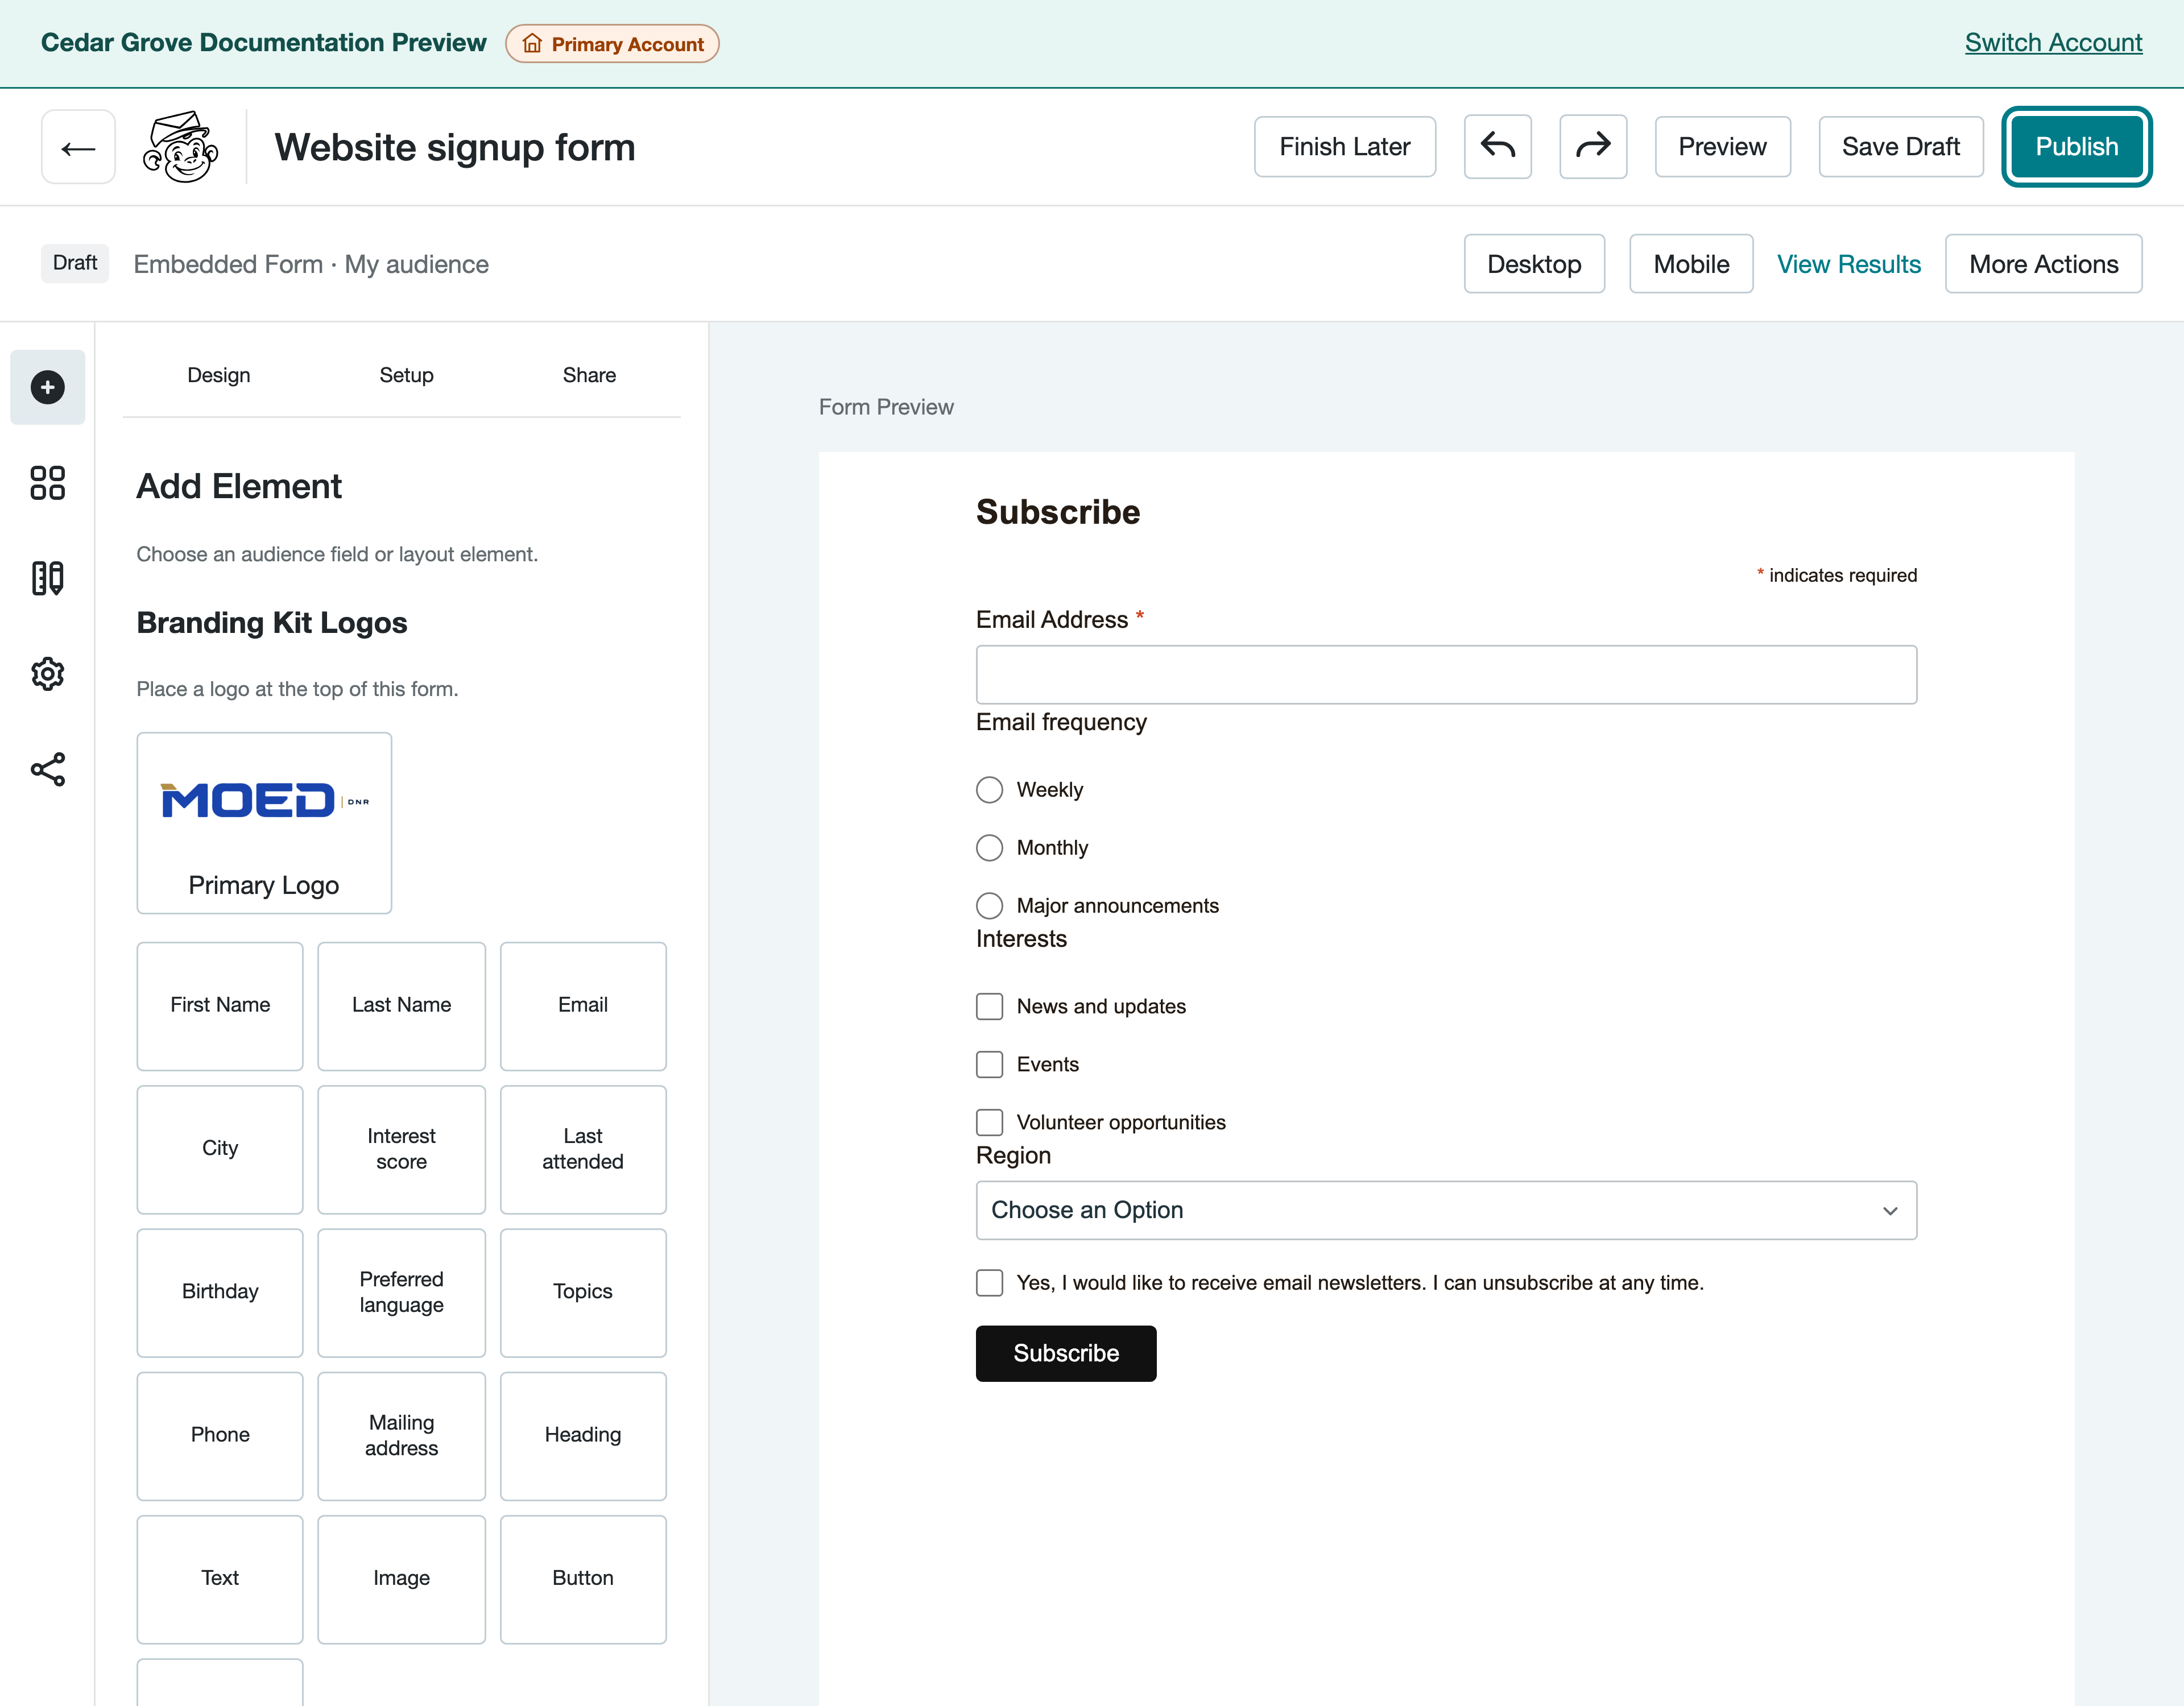 Cedar Grove Documentation Preview
Primary Account
Switch Account
Website signup form
Finish Later
Preview
Save Draft
Publish
Draft
Embedded Form · My audience
Desktop
Mobile
View Results
More Actions
Design
Setup
Share
Add Element
Choose an audience field or layout element.
Branding Kit Logos
Place a logo at the top of this form.
MOED | DNR
Primary Logo
First Name
Last Name
Email
City
Interest
score
Last
attended
Birthday
Preferred
language
Topics
Phone
Mailing
address
Heading
Text
Image
Button
Form Preview
Subscribe
* indicates required
Email Address *
Email frequency
Weekly
Monthly
Major announcements
Interests
News and updates
Events
Volunteer opportunities
Region
Choose an Option
Yes, I would like to receive email newsletters. I can unsubscribe at any time.
Subscribe